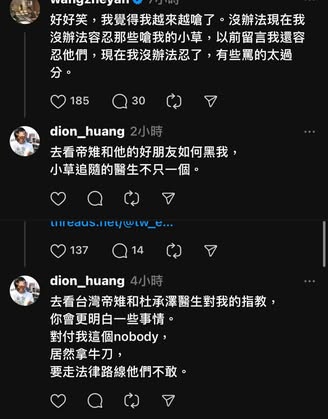 wangzheyan 7小時
好好笑，我覺得我越來越嗆了。沒辦法現在我
沒辦法容忍那些嗆我的小草，以前留言我還容
忍他們，現在我沒辦法忍了，有些罵的太過
分。
185 30
dion_huang 2小時
去看帝雉和他的好朋友如何黑我，
小草追隨的醫生不只一個。
threads.net/@tw_e...
137 14
dion_huang 4小時
去看台灣帝雉和杜承澤醫生對我的指教，
你會更明白一些事情。
對付我這個nobody，
居然拿牛刀，
要走法律路線他們不敢。